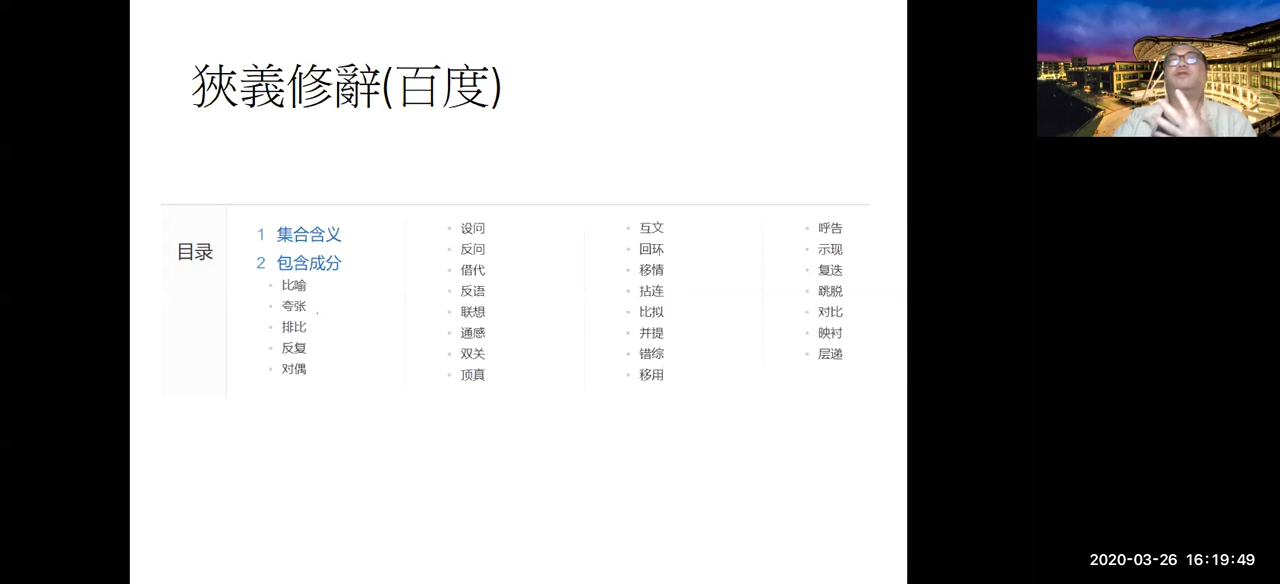 狹義修辭(百度)
目录
1 集合含义
2 包含成分
比喻
夸张
排比
反复
对偶
设问
反问
借代
反语
联想
通感
双关
顶真
互文
回环
移情
拈连
比拟
并提
错综
移用
呼告
示现
复迭
跳脱
对比
映衬
层递
2020-03-26 16:19:49